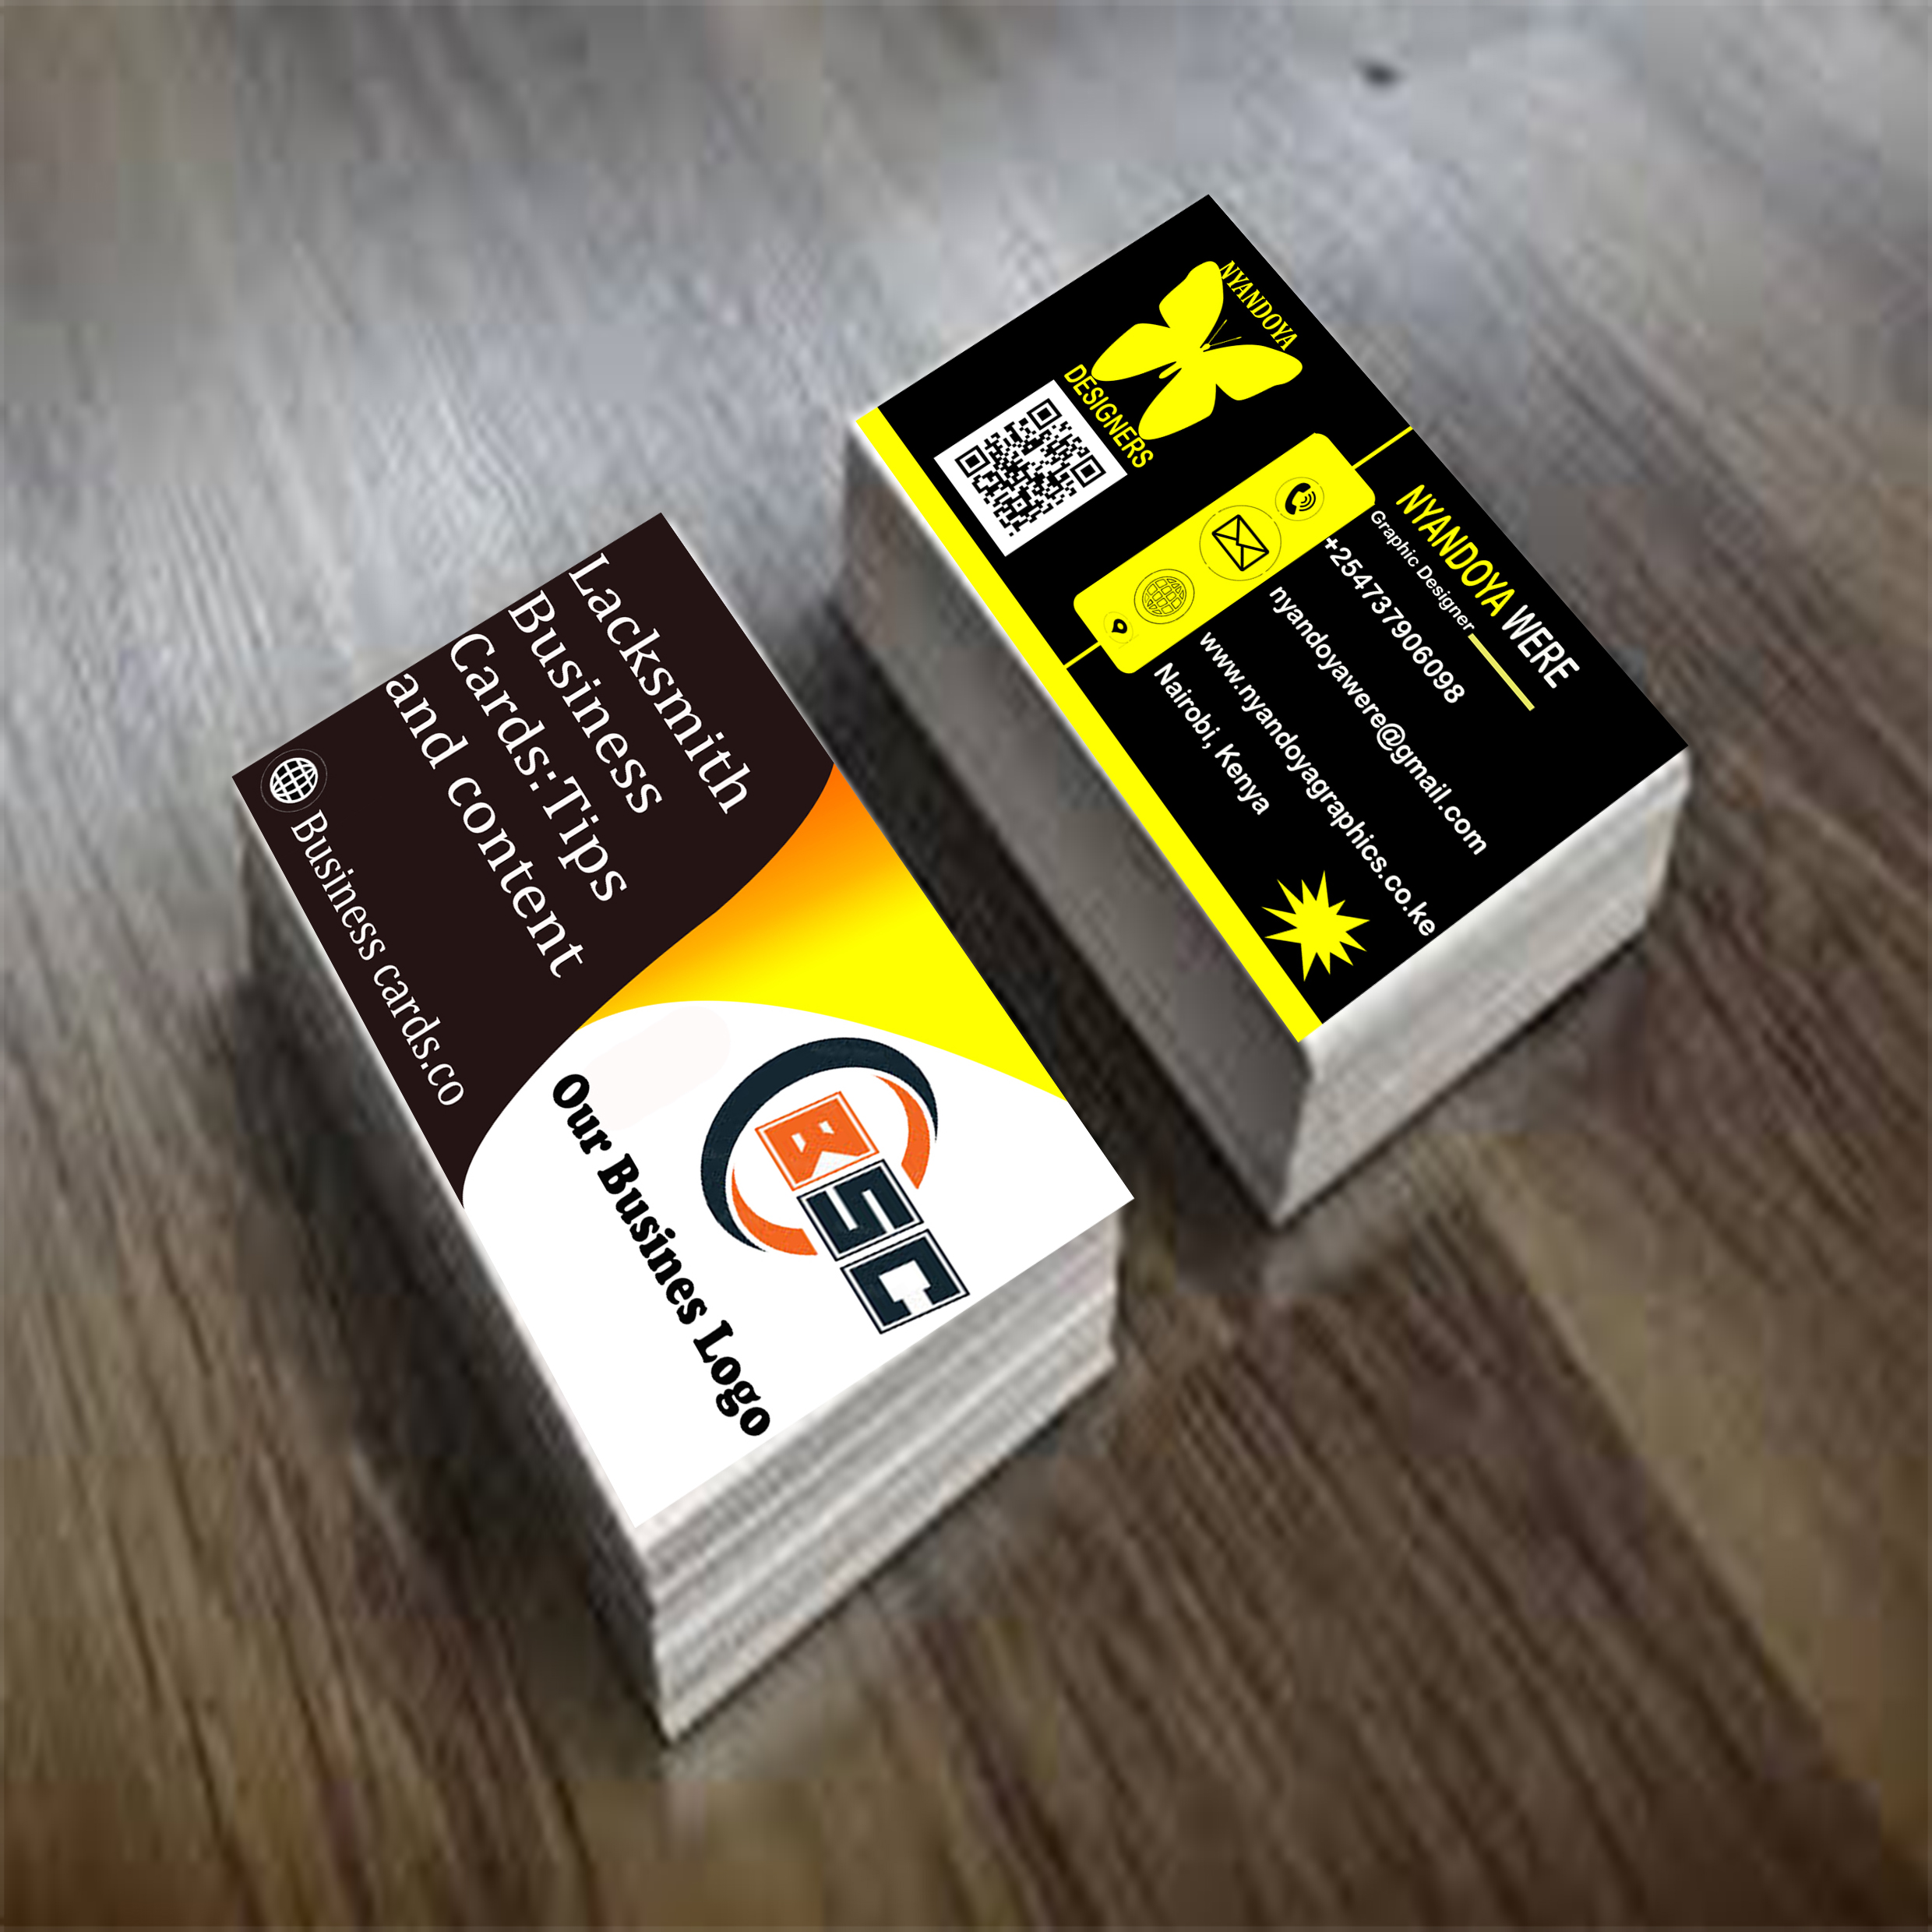 Lacksmith
Business
Cards:Tips
and content
Business cards.co
BSC
Our Business Logo
NYANDOYA
DESIGNERS
NYANDOYA WERE
Graphic Designer
+254737906098
nyandoyawere@gmail.com
www.nyandoyagraphics.co.ke
Nairobi, Kenya